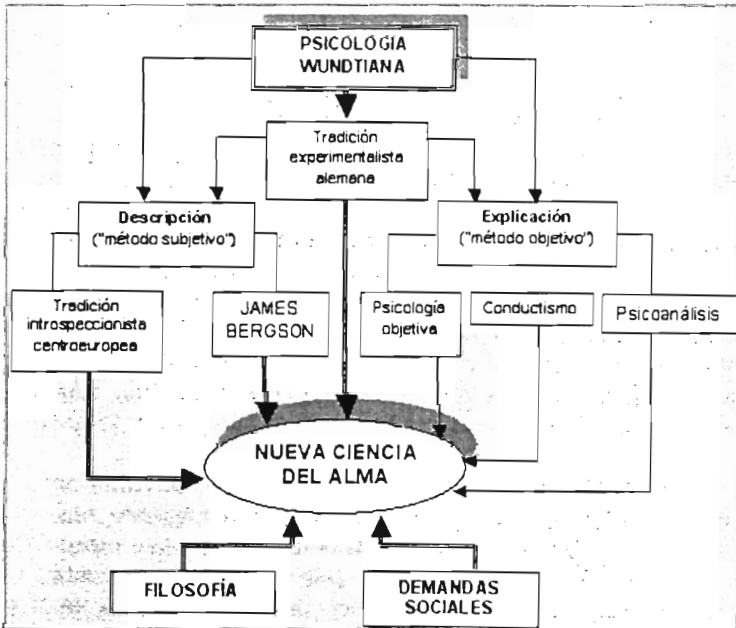 PSICOLOGÍA
WUNDTIANA
Tradición
experimentalista
alemana
Descripción
("método subjetivo")
Explicación
("método objetivo")
Tradición
introspeccionista
centroeuropea
JAMES
BERGSON
Psicología
objetiva
Conductismo
Psicoanálisis
NUEVA CIENCIA
DEL ALMA
FILOSOFÍA
DEMANDAS
SOCIALES